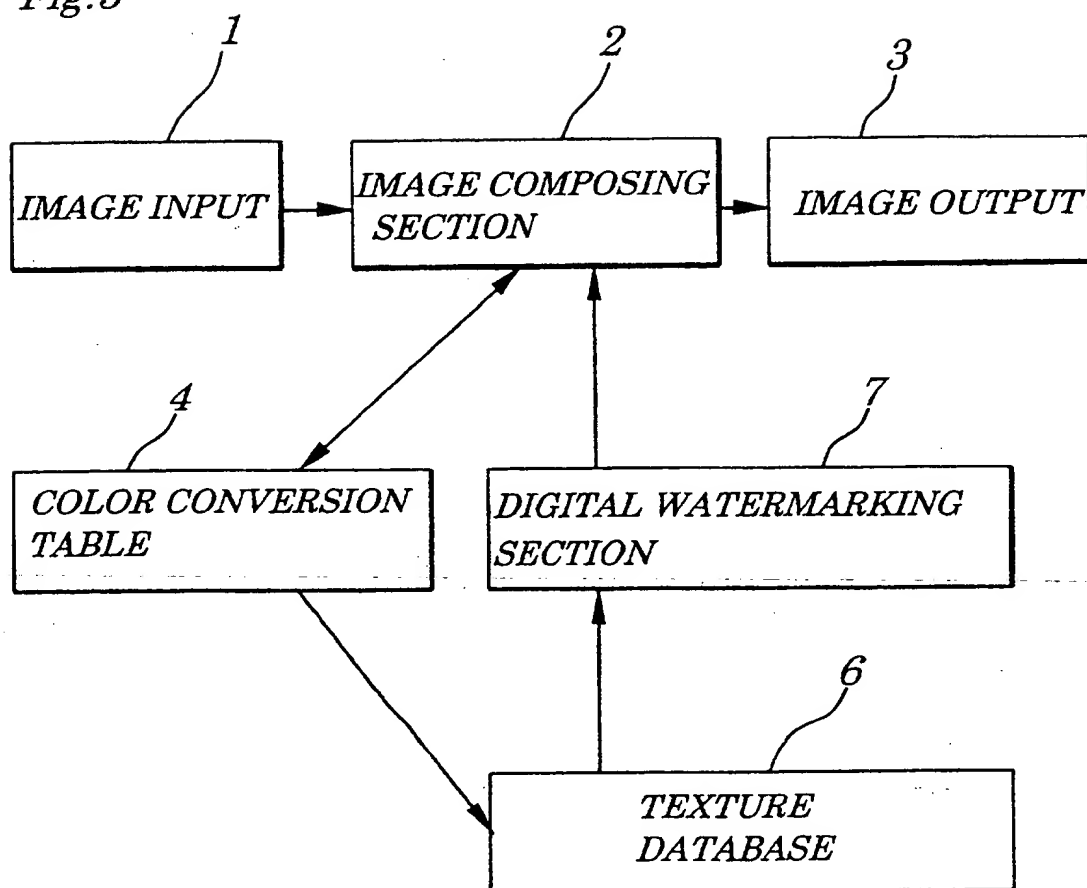 Fig.5
1
2
3
IMAGE INPUT
IMAGE COMPOSING
SECTION
IMAGE OUTPUT
4
7
COLOR CONVERSION
TABLE
DIGITAL WATERMARKING
SECTION
6
TEXTURE
DATABASE